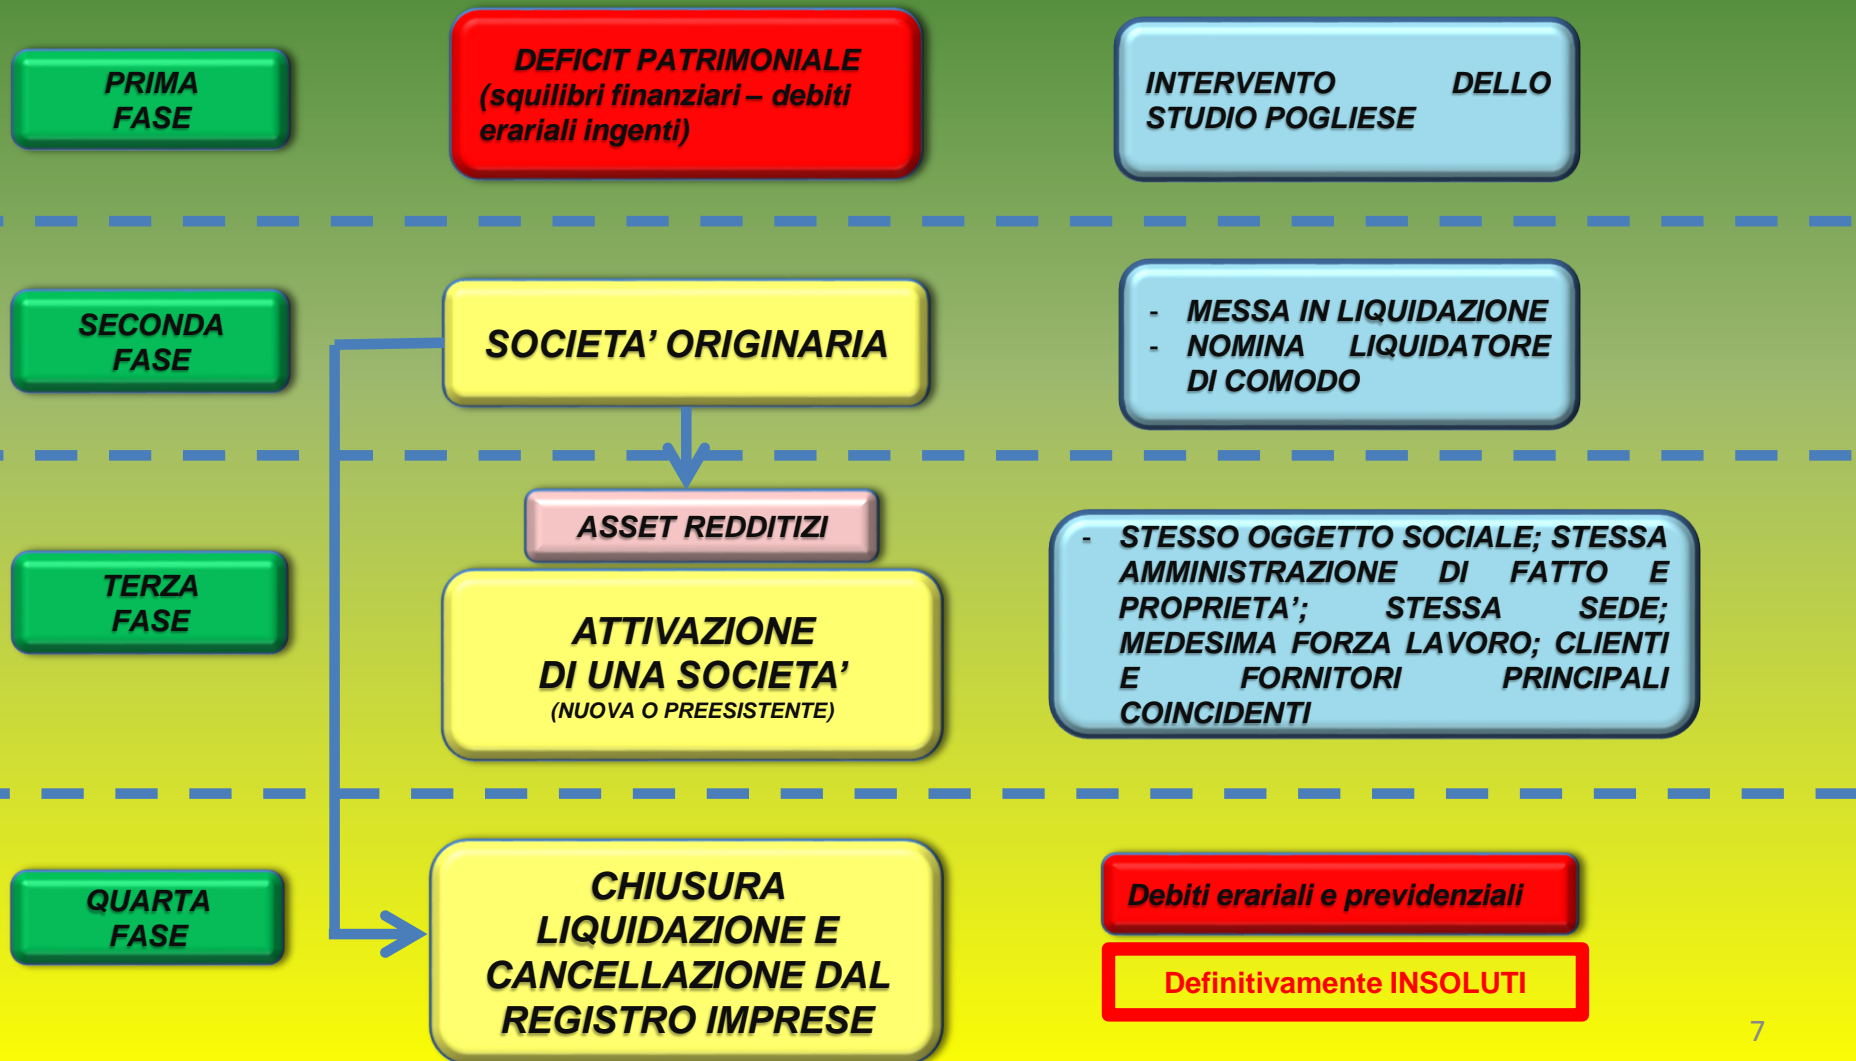 PRIMA
FASE
DEFICIT PATRIMONIALE
(squilibri finanziari – debiti
erariali ingenti)
INTERVENTO DELLO
STUDIO POGLIESE
SECONDA
FASE
SOCIETA’ ORIGINARIA
- MESSA IN LIQUIDAZIONE
- NOMINA LIQUIDATORE
DI COMODO
TERZA
FASE
ASSET REDDITIZI
ATTIVAZIONE
DI UNA SOCIETA’
(NUOVA O PREESISTENTE)
- STESSO OGGETTO SOCIALE; STESSA
AMMINISTRAZIONE DI FATTO E
PROPRIETA’; STESSA SEDE;
MEDESIMA FORZA LAVORO; CLIENTI
E FORNITORI PRINCIPALI
COINCIDENTI
QUARTA
FASE
CHIUSURA
LIQUIDAZIONE E
CANCELLAZIONE DAL
REGISTRO IMPRESE
Debiti erariali e previdenziali
Definitivamente INSOLUTI
7